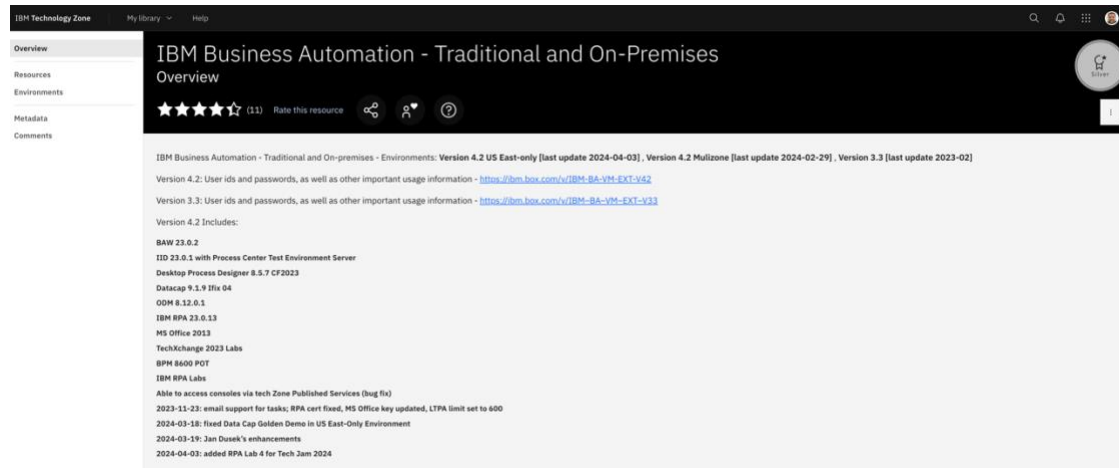 IBM Technology Zone My library Help
Overview
Resources
Environments
Metadata
Comments
IBM Business Automation - Traditional and On-Premises
Overview
(11) Rate this resource
Silver
IBM Business Automation - Traditional and On-premises - Environments: Version 4.2 US East-only [last update 2024-04-03] , Version 4.2 Mulizone [last update 2024-02-29] , Version 3.3 [last update 2023-02]
Version 4.2: User ids and passwords, as well as other important usage information - https://ibm.box.com/v/IBM-BA-VM-EXT-V42
Version 3.3: User ids and passwords, as well as other important usage information - https://ibm.box.com/v/IBM–BA–VM–EXT–V33
Version 4.2 Includes:
BAW 23.0.2
IID 23.0.1 with Process Center Test Environment Server
Desktop Process Designer 8.5.7 CF2023
Datacap 9.1.9 Ifix 04
ODM 8.12.0.1
IBM RPA 23.0.13
MS Office 2013
TechXchange 2023 Labs
BPM 8600 POT
IBM RPA Labs
Able to access consoles via tech Zone Published Services (bug fix)
2023-11-23: email support for tasks; RPA cert fixed, MS Office key updated, LTPA limit set to 600
2024-03-18: fixed Data Cap Golden Demo in US East-Only Environment
2024-03-19: Jan Dusek's enhancements
2024-04-03: added RPA Lab 4 for Tech Jam 2024